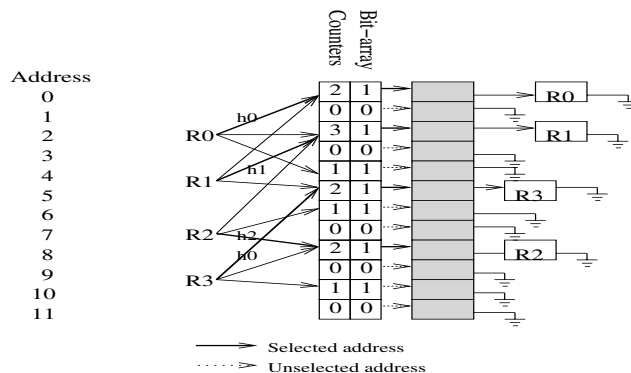 Counters
Bit-array
Address
0
1
2
3
4
5
6
7
8
9
10
11
R0
R1
R2
R3
h0
h1
h2
h0
2 1
0 0
3 1
0 0
1 1
2 1
1 1
0 0
2 1
0 0
1 1
0 0
R0
R1
R3
R2
Selected address
Unselected address